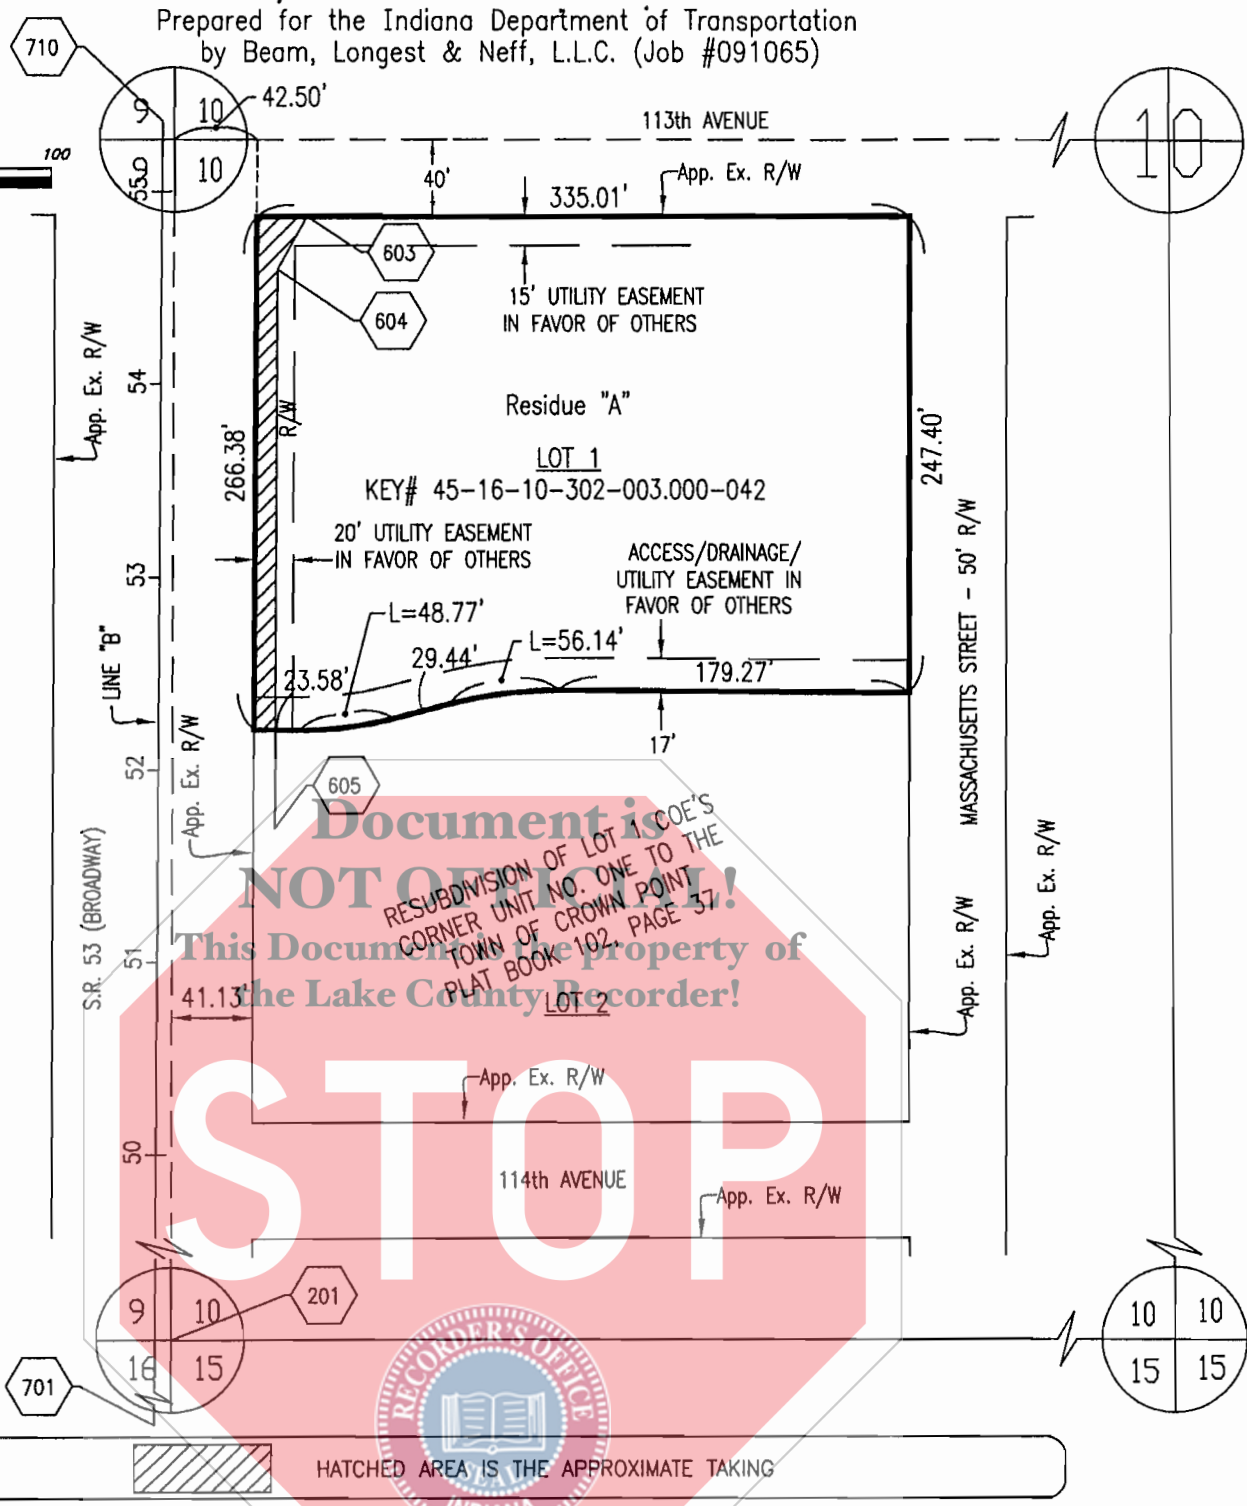 Prepared for the Indiana Department of Transportation
by Beam, Longest & Neff, L.L.C. (Job #091065)
710
9 10
10
42.50'
113th AVENUE
10
100
559
40'
App. Ex. R/W
335.01'
603
604
15' UTILITY EASEMENT
IN FAVOR OF OTHERS
App. Ex. R/W
54
R/W
Residue "A"
266.38'
LOT 1
247.40'
KEY# 45-16-10-302-003.000-042
20' UTILITY EASEMENT
IN FAVOR OF OTHERS
ACCESS/DRAINAGE/
UTILITY EASEMENT IN
FAVOR OF OTHERS
53
L=48.77'
L=56.14'
29.44'
23.58'
179.27'
LINE "B"
MASSACHUSETTS STREET - 50' R/W
17'
App. Ex. R/W
52
605
Document is
NOT OFFICIAL!
This Document is the property of
the Lake County Recorder!
RESUBDIVISION OF LOT 1 COE'S
CORNER UNIT NO. ONE TO THE
TOWN OF CROWN POINT
PLAT BOOK 102, PAGE 37
LOT 2
S.R. 53 (BROADWAY)
51
41.13'
App. Ex. R/W
App. Ex. R/W
STOP
App. Ex. R/W
50
114th AVENUE
App. Ex. R/W
9 10
16 15
201
701
10 10
15 15
RECORDER'S OFFICE
SEAL
INDIANA
HATCHED AREA IS THE APPROXIMATE TAKING